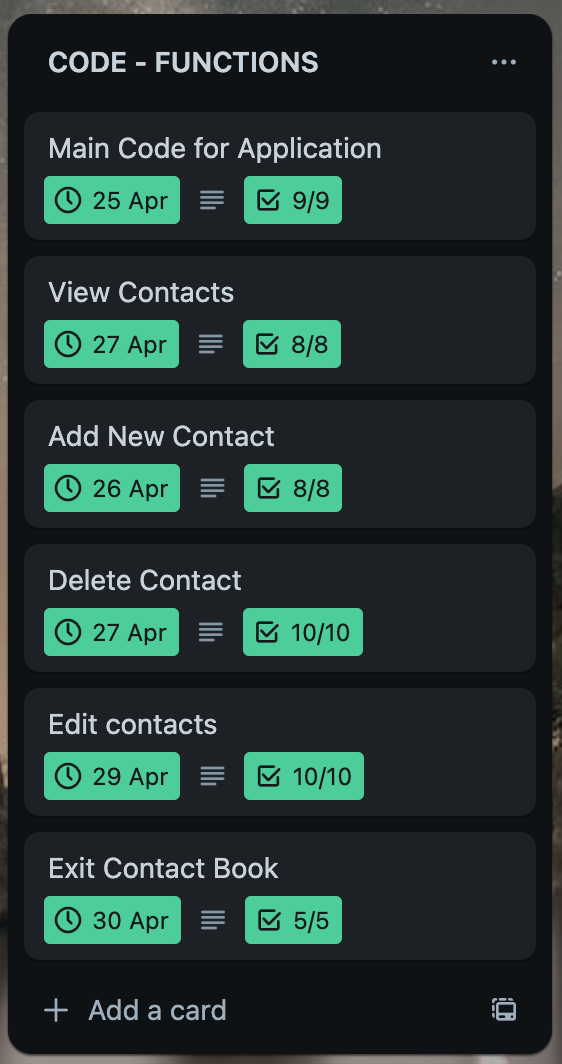 CODE - FUNCTIONS
Main Code for Application
25 Apr 9/9
View Contacts
27 Apr 8/8
Add New Contact
26 Apr 8/8
Delete Contact
27 Apr 10/10
Edit contacts
29 Apr 10/10
Exit Contact Book
30 Apr 5/5
Add a card